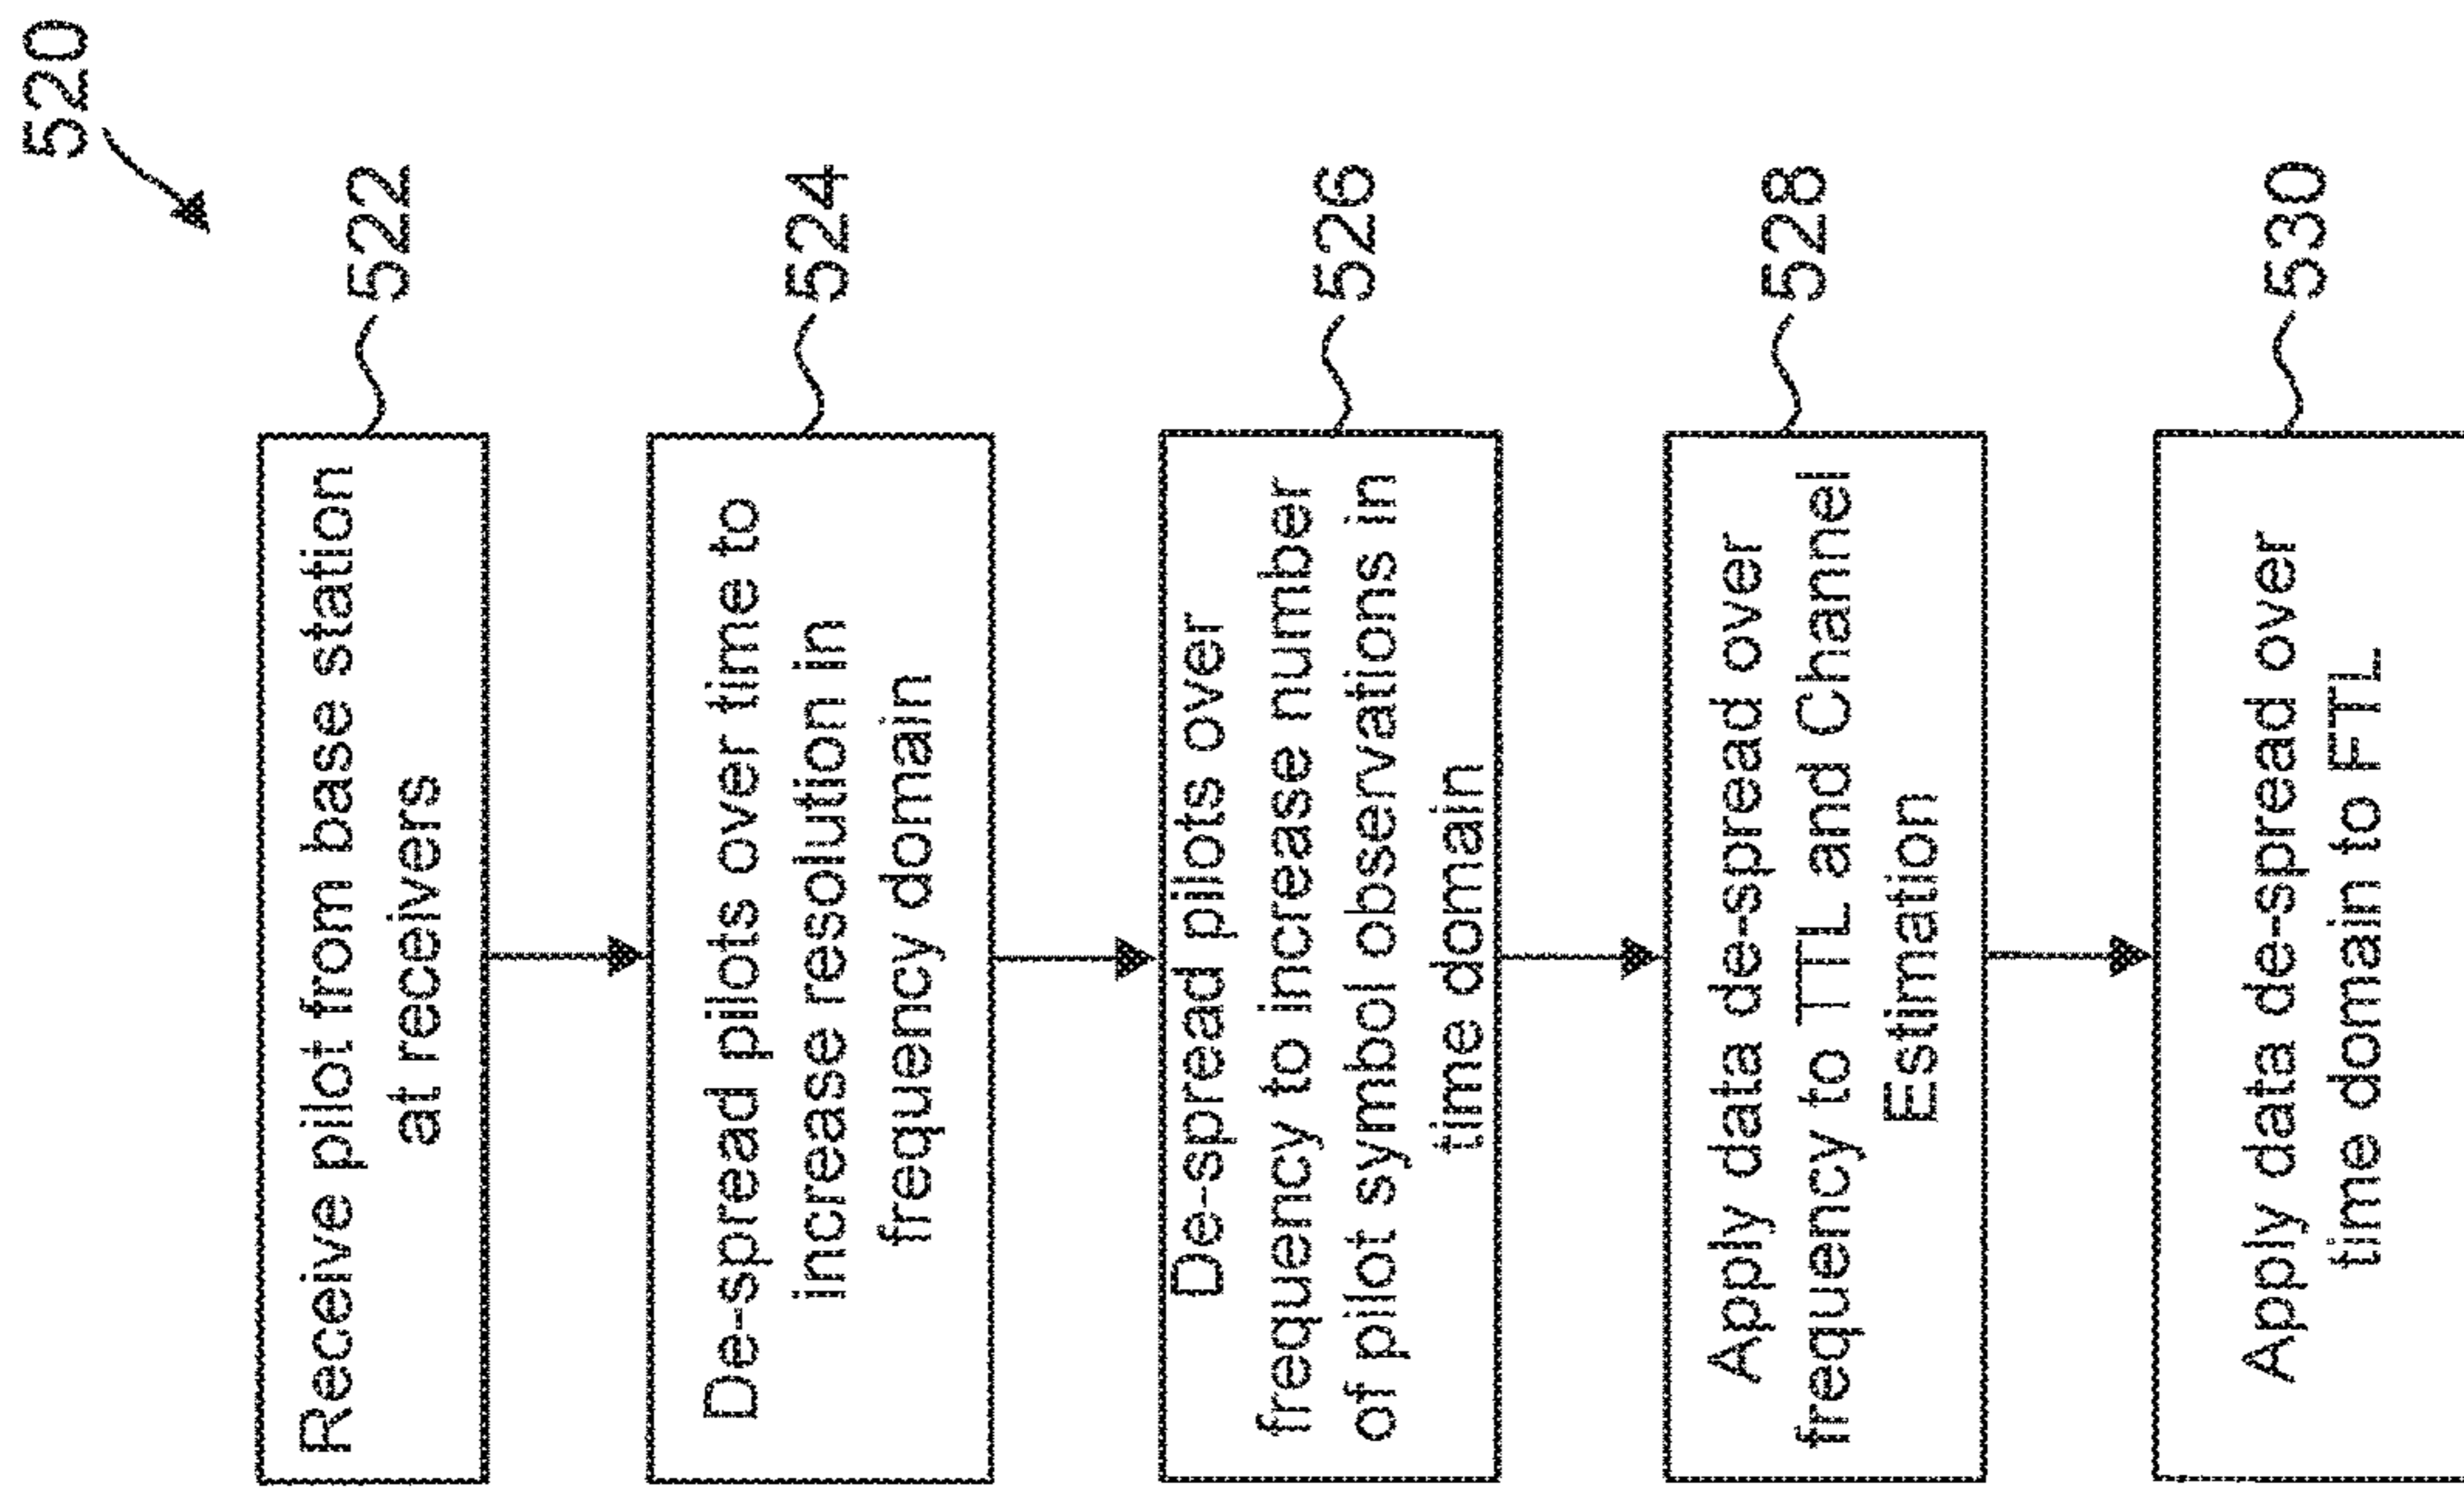 520
Receive pilot from base station
at receivers
522
De-spread pilots over time to
increase resolution in
frequency domain
524
De-spread pilots over
frequency to increase number
of pilot symbol observations in
time domain
526
Apply data de-spread over
frequency to TTL and Channel
Estimation
528
Apply data de-spread over
time domain to FTL
530